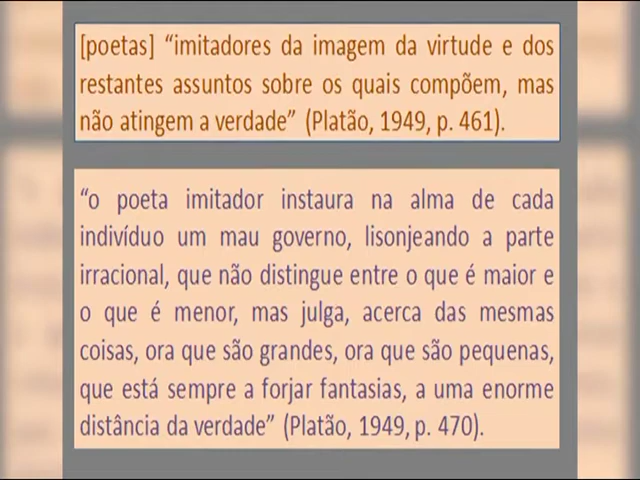 [poetas] “imitadores da imagem da virtude e dos
restantes assuntos sobre os quais compõem, mas
não atingem a verdade” (Platão, 1949, p. 461).
“o poeta imitador instaura na alma de cada
indivíduo um mau governo, lisonjeando a parte
irracional, que não distingue entre o que é maior e
o que é menor, mas julga, acerca das mesmas
coisas, ora que são grandes, ora que são pequenas,
que está sempre a forjar fantasias, a uma enorme
distância da verdade” (Platão, 1949, p. 470).